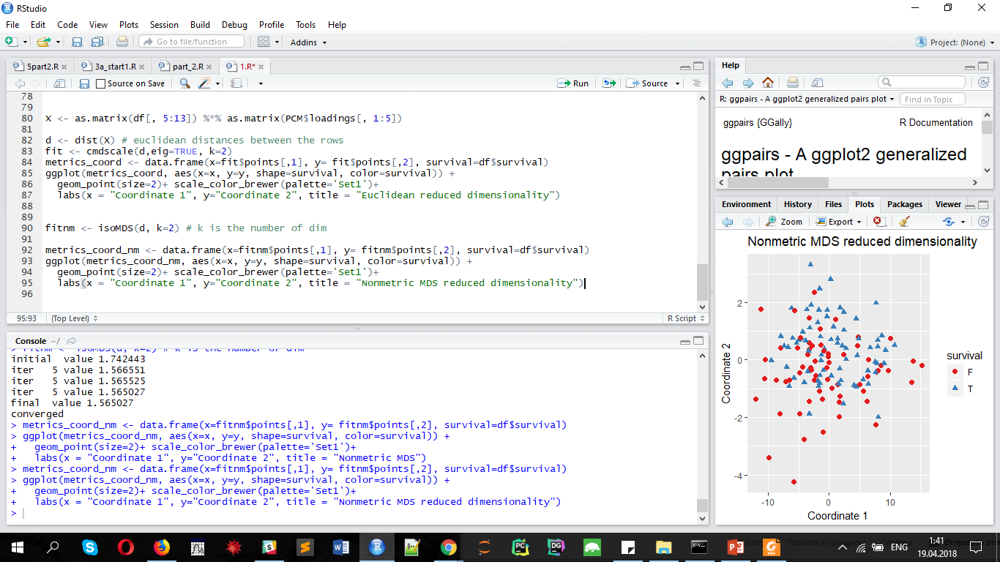 RStudio
File Edit Code View Plots Session Build Debug Profile Tools Help
Go to file/function Addins Project: (None)
5part2.R 3a_start1.R part_2.R 1.R*
Source on Save Run Source
78
79
80 x <- as.matrix(df[, 5:13]) %*% as.matrix(PCM$loadings[, 1:5])
81
82 d <- dist(x) # euclidean distances between the rows
83 fit <- cmdscale(d,eig=TRUE, k=2)
84 metrics_coord <- data.frame(x=fit$points[,1], y= fit$points[,2], survival=df$survival)
85 ggplot(metrics_coord, aes(x=x, y=y, shape=survival, color=survival)) +
86 geom_point(size=2)+ scale_color_brewer(palette='Set1')+
87 labs(x = "Coordinate 1", y="Coordinate 2", title = "Euclidean reduced dimensionality")
88
89
90 fitnm <- isoMDS(d, k=2) # k is the number of dim
91
92 metrics_coord_nm <- data.frame(x=fitnm$points[,1], y= fitnm$points[,2], survival=df$survival)
93 ggplot(metrics_coord_nm, aes(x=x, y=y, shape=survival, color=survival)) +
94 geom_point(size=2)+ scale_color_brewer(palette='Set1')+
95 labs(x = "Coordinate 1", y="Coordinate 2", title = "Nonmetric MDS reduced dimensionality")
96
95:93 (Top Level) R Script
Console ~/
> fitnm <- isoMDS(d, k=2) # k is the number of dim
initial value 1.742443
iter 5 value 1.566551
iter 5 value 1.565525
iter 5 value 1.565027
final value 1.565027
converged
> metrics_coord_nm <- data.frame(x=fitnm$points[,1], y= fitnm$points[,2], survival=df$survival)
> ggplot(metrics_coord_nm, aes(x=x, y=y, shape=survival, color=survival)) +
+ geom_point(size=2)+ scale_color_brewer(palette='Set1')+
+ labs(x = "Coordinate 1", y="Coordinate 2", title = "Nonmetric MDS")
> metrics_coord_nm <- data.frame(x=fitnm$points[,1], y= fitnm$points[,2], survival=df$survival)
> ggplot(metrics_coord_nm, aes(x=x, y=y, shape=survival, color=survival)) +
+ geom_point(size=2)+ scale_color_brewer(palette='Set1')+
+ labs(x = "Coordinate 1", y="Coordinate 2", title = "Nonmetric MDS reduced dimensionality")
>
Help
R: ggpairs - A ggplot2 generalized pairs plot Find in Topic
ggpairs {GGally} R Documentation
ggpairs - A ggplot2 generalized
pairs plot
Environment History Files Plots Packages Viewer
Zoom Export
Nonmetric MDS reduced dimensionality
2
0
-2
-4
Coordinate 2
-10 0 10
Coordinate 1
survival
F
T
ENG
1:41
19.04.2018